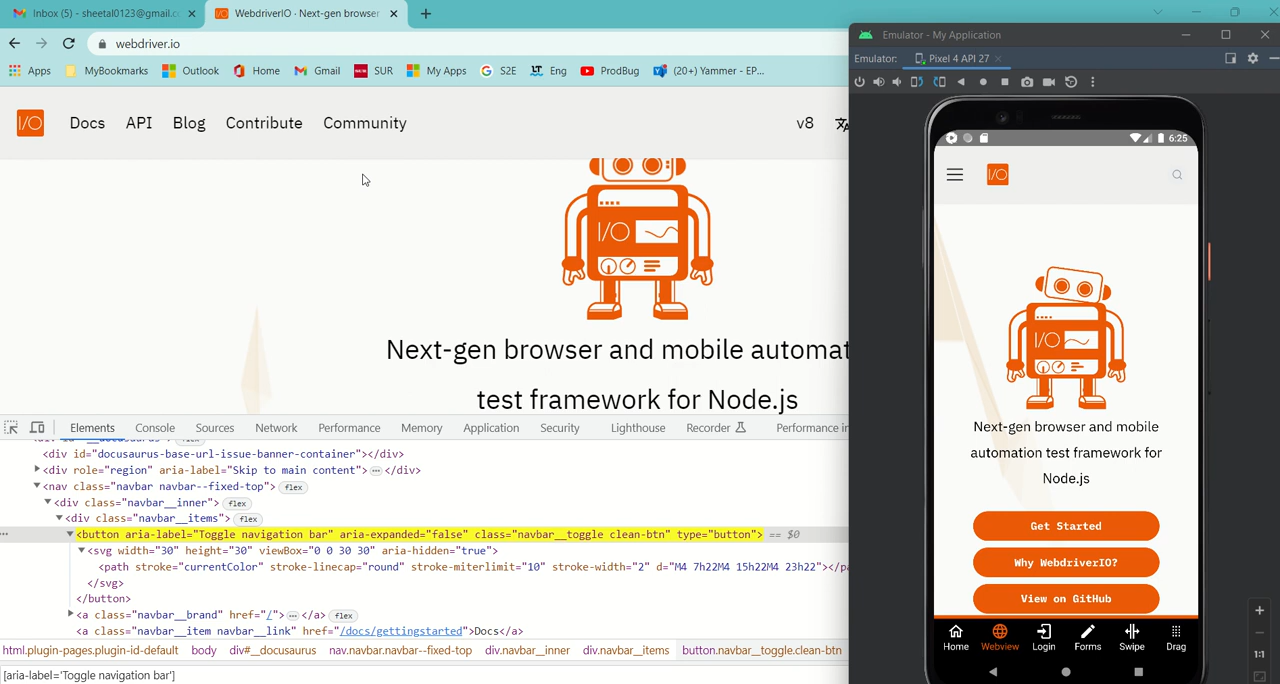 Inbox (5) - sheetal0123@gmail.c
WebdriverIO · Next-gen browser
webdriver.io
Apps
MyBookmarks
Outlook
Home
Gmail
SUR
My Apps
S2E
Eng
ProdBug
(20+) Yammer - EP...
I/O
Docs
API
Blog
Contribute
Community
v8
I/O
Next-gen browser and mobile automat
test framework for Node.js
Elements
Console
Sources
Network
Performance
Memory
Application
Security
Lighthouse
Recorder
Performance in
<div id="docusaurus-base-url-issue-banner-container"></div>
<div role="region" aria-label="Skip to main content"></div>
<nav class="navbar navbar--fixed-top"> flex
<div class="navbar__inner"> flex
<div class="navbar__items"> flex
<button aria-label="Toggle navigation bar" aria-expanded="false" class="navbar__toggle clean-btn" type="button"> == $0
<svg width="30" height="30" viewBox="0 0 30 30" aria-hidden="true">
<path stroke="currentColor" stroke-linecap="round" stroke-miterlimit="10" stroke-width="2" d="M4 7h22M4 15h22M4 23h22"></pa
</svg>
</button>
<a class="navbar__brand" href="/"></a> flex
<a class="navbar__item navbar__link" href="/docs/gettingstarted">Docs</a>
html.plugin-pages.plugin-id-default body div#__docusaurus nav.navbar.navbar--fixed-top div.navbar__inner div.navbar__items button.navbar__toggle.clean-btn
[aria-label='Toggle navigation bar']
Emulator - My Application
Emulator:
Pixel 4 API 27
6:25
I/O
I/O
Next-gen browser and mobile
automation test framework for
Node.js
Get Started
Why WebdriverIO?
View on GitHub
Home
Webview
Login
Forms
Swipe
Drag
1:1